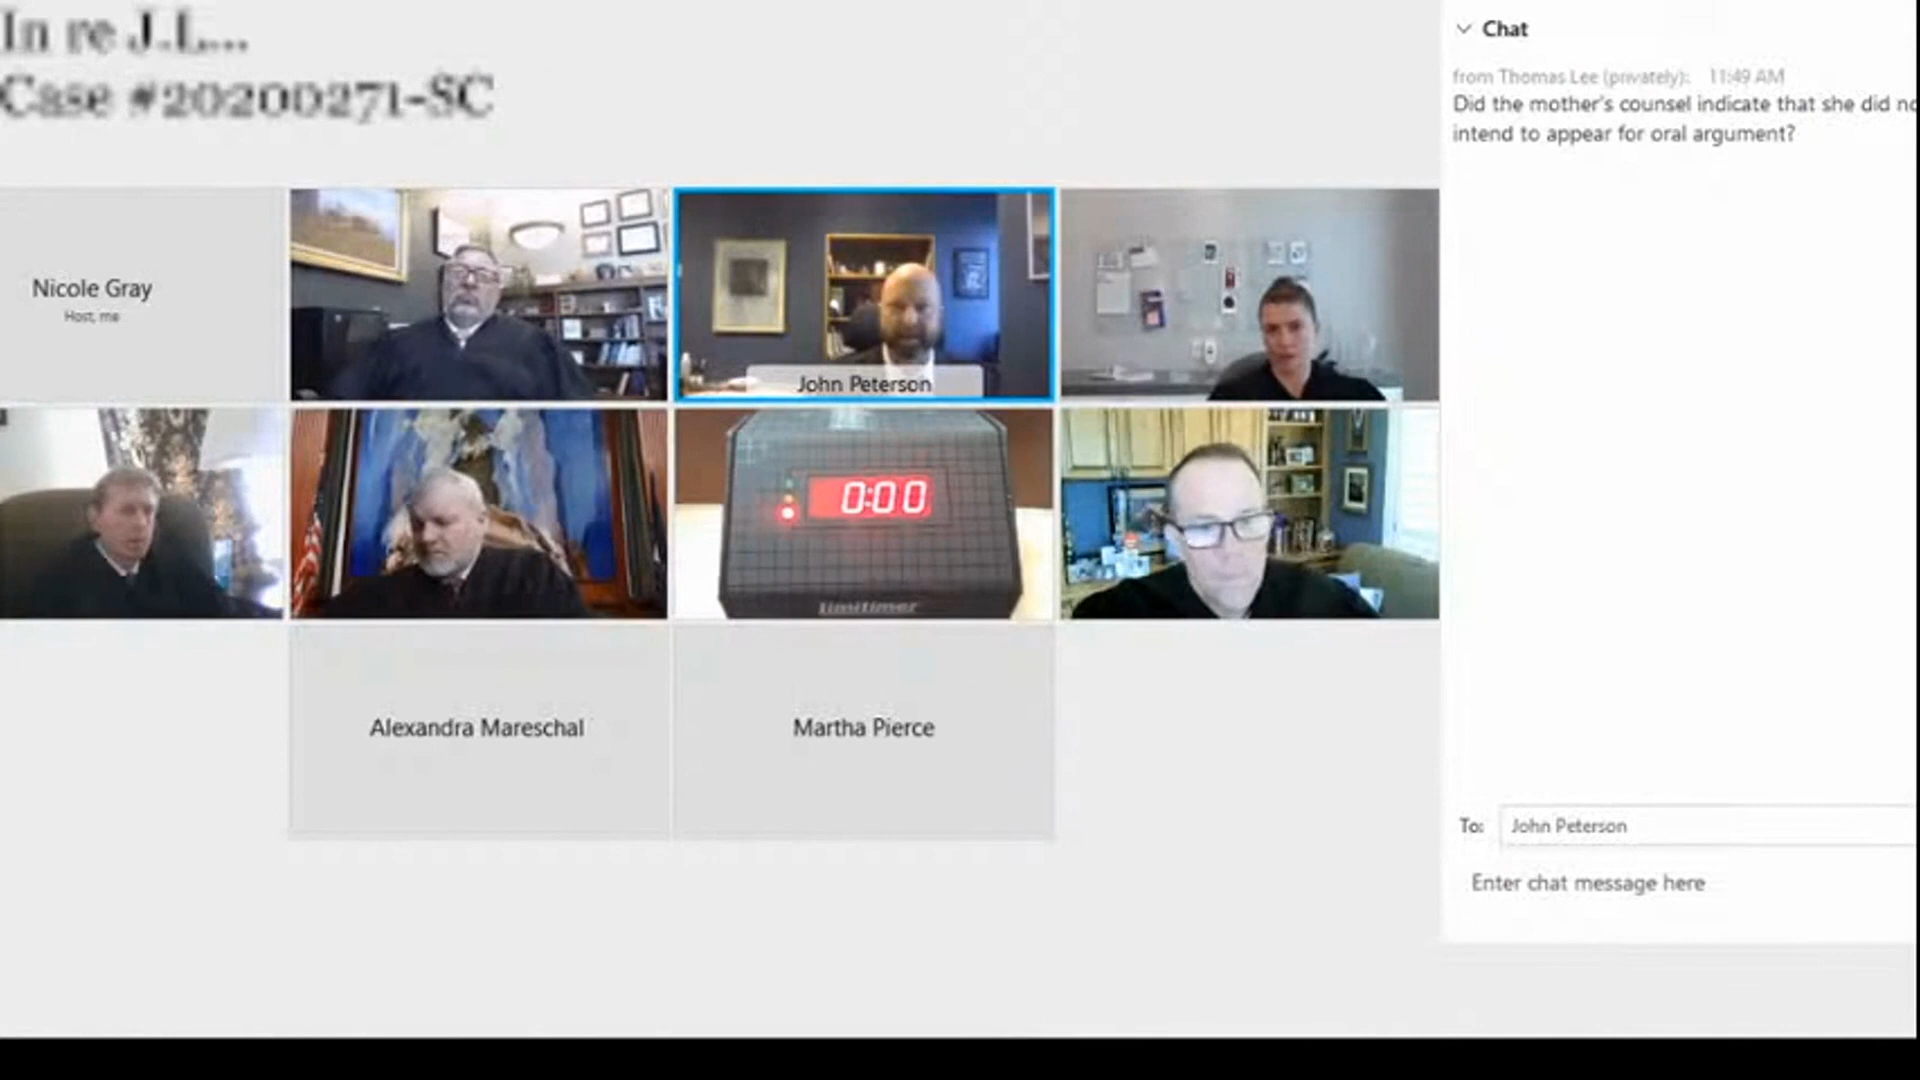 In re J.L...
Case #20200271-SC
Chat
from Thomas Lee (privately): 11:49 AM
Did the mother's counsel indicate that she did no
intend to appear for oral argument?
Nicole Gray
Host, me
John Peterson
0:00
limitimer
Alexandra Mareschal
Martha Pierce
To: John Peterson
Enter chat message here